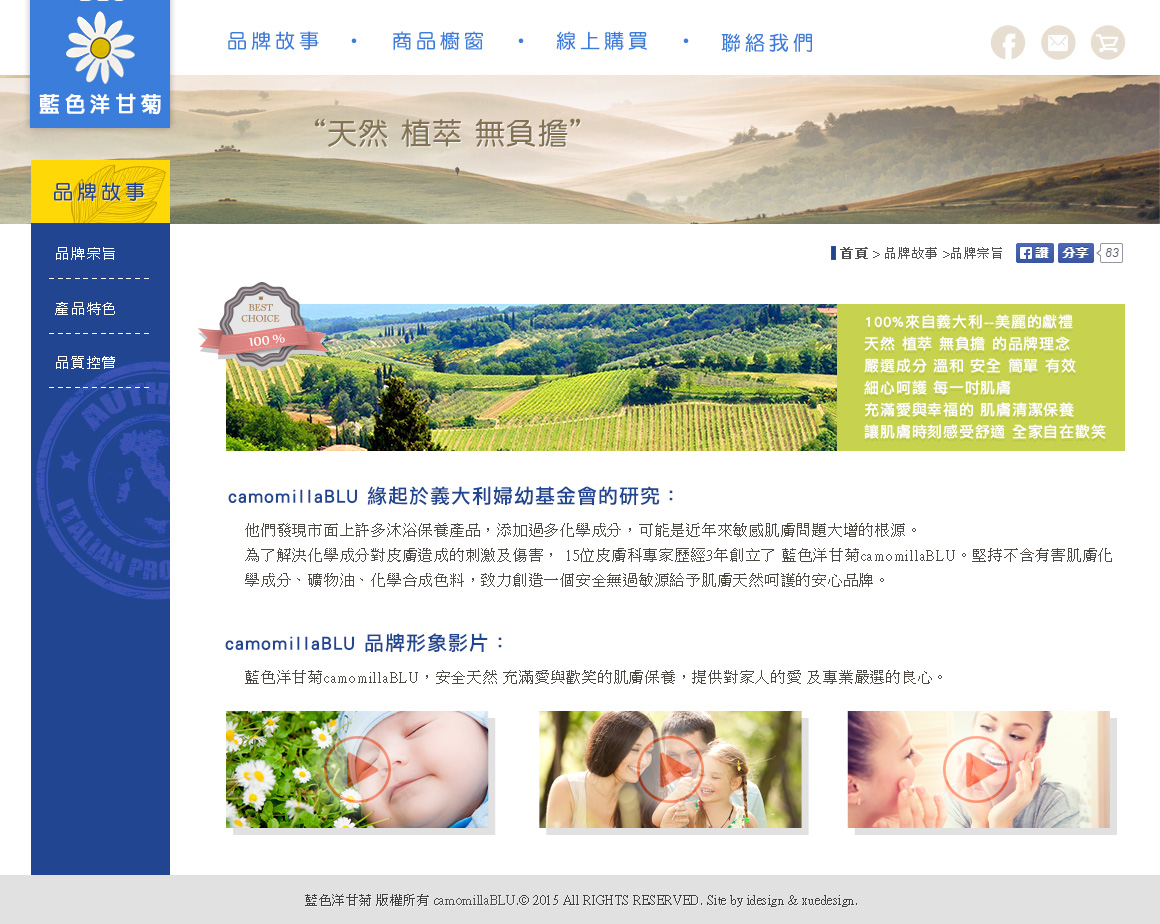 藍色洋甘菊
品牌故事 • 商品櫥窗 • 線上購買 • 聯絡我們
“天然 植萃 無負擔”
品牌故事
品牌宗旨
產品特色
品質控管
首頁 > 品牌故事 >品牌宗旨
讚 分享 83
BEST
CHOICE
100 %
100%來自義大利--美麗的獻禮
天然 植萃 無負擔 的品牌理念
嚴選成分 溫和 安全 簡單 有效
細心呵護 每一吋肌膚
充滿愛與幸福的 肌膚清潔保養
讓肌膚時刻感受舒適 全家自在歡笑
camomillaBLU 緣起於義大利婦幼基金會的研究：
他們發現市面上許多沐浴保養產品，添加過多化學成分，可能是近年來敏感肌膚問題大增的根源。
為了解決化學成分對皮膚造成的刺激及傷害， 15位皮膚科專家歷經3年創立了 藍色洋甘菊camomillaBLU。堅持不含有害肌膚化
學成分、礦物油、化學合成色料，致力創造一個安全無過敏源給予肌膚天然呵護的安心品牌。
camomillaBLU 品牌形象影片：
藍色洋甘菊camomillaBLU，安全天然 充滿愛與歡笑的肌膚保養，提供對家人的愛 及專業嚴選的良心。
ITALIAN PRO
藍色洋甘菊 版權所有 camomillaBLU.© 2015 All RIGHTS RESERVED. Site by idesign & xuedesign.